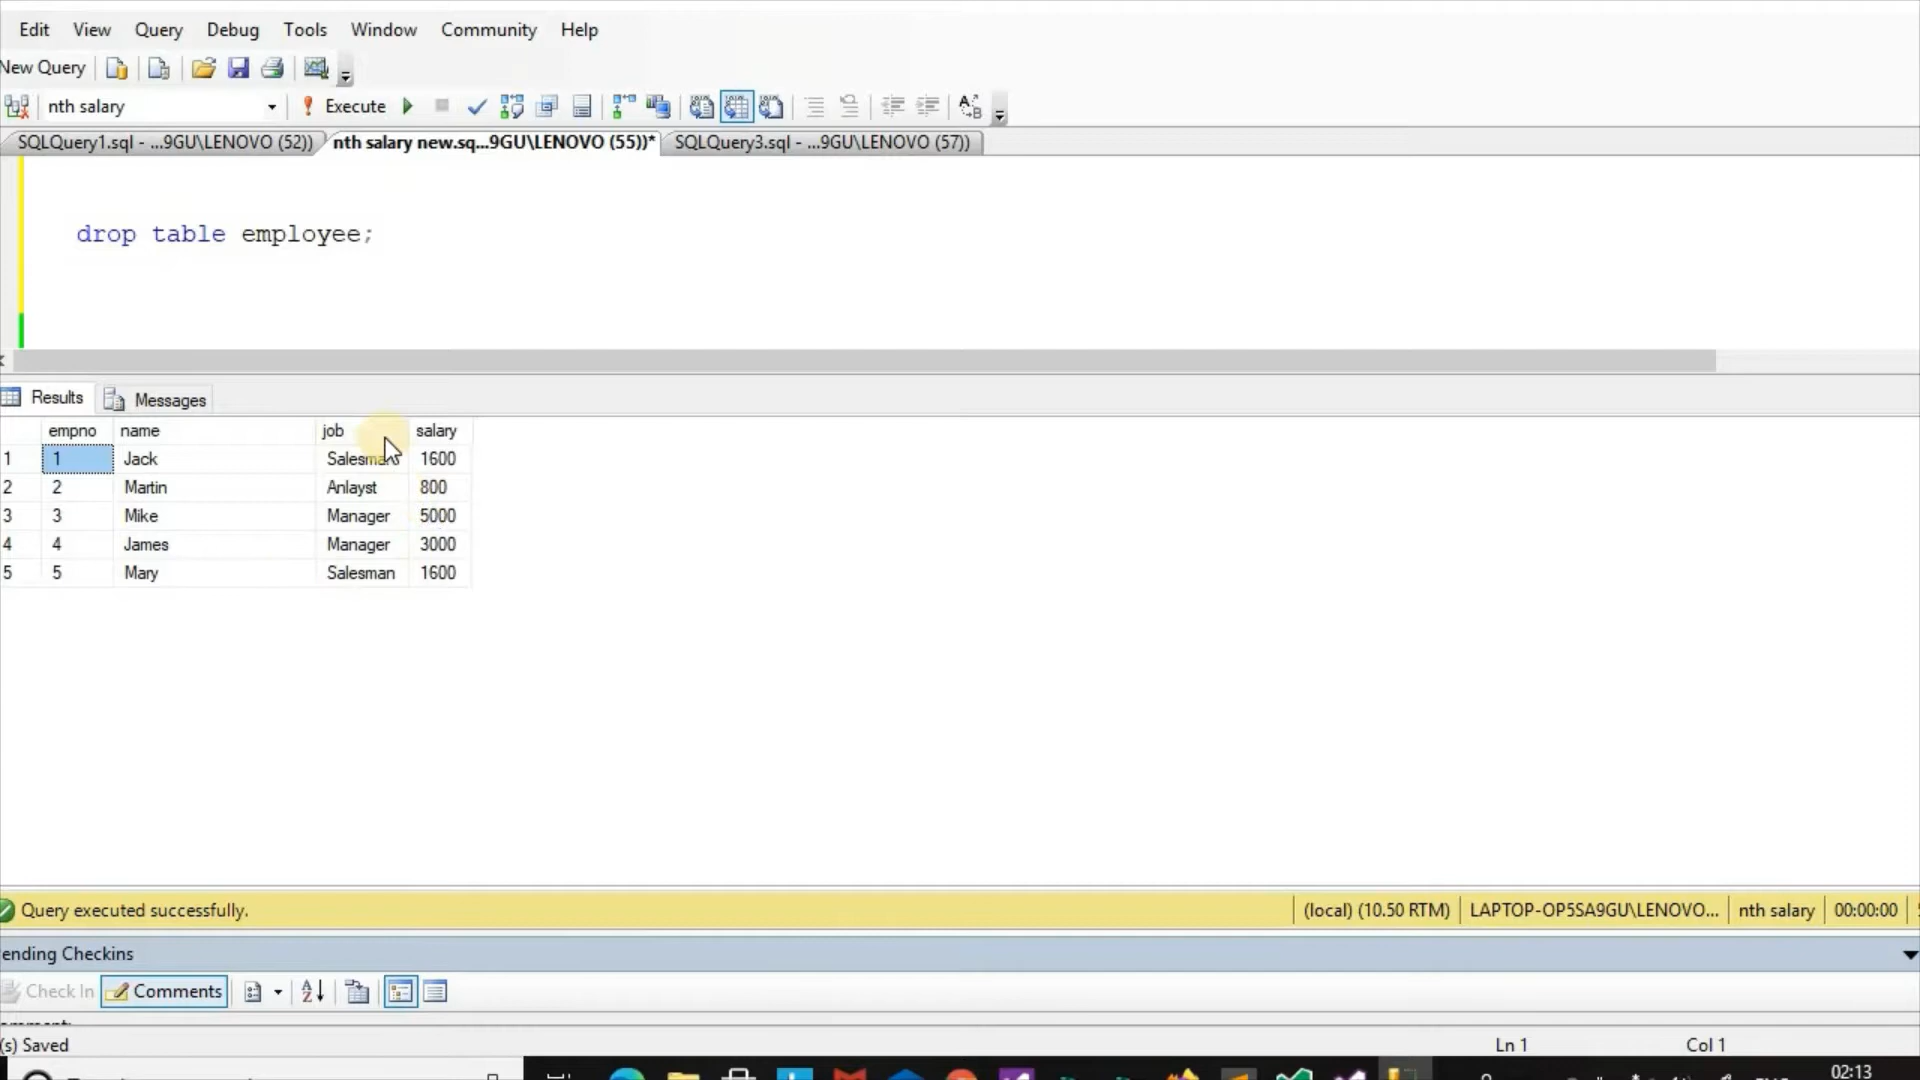 Edit View Query Debug Tools Window Community Help
New Query
nth salary Execute
SQLQuery1.sql - ...9GU\LENOVO (52)) nth salary new.sq...9GU\LENOVO (55))* SQLQuery3.sql - ...9GU\LENOVO (57))
drop table employee;
Results Messages
empno name job salary
1 1 Jack Salesman 1600
2 2 Martin Anlayst 800
3 3 Mike Manager 5000
4 4 James Manager 3000
5 5 Mary Salesman 1600
Query executed successfully. (local) (10.50 RTM) LAPTOP-OP5SA9GU\LENOVO... nth salary 00:00:00
ending Checkins
Check In Comments
(s) Saved Ln 1 Col 1
02:13